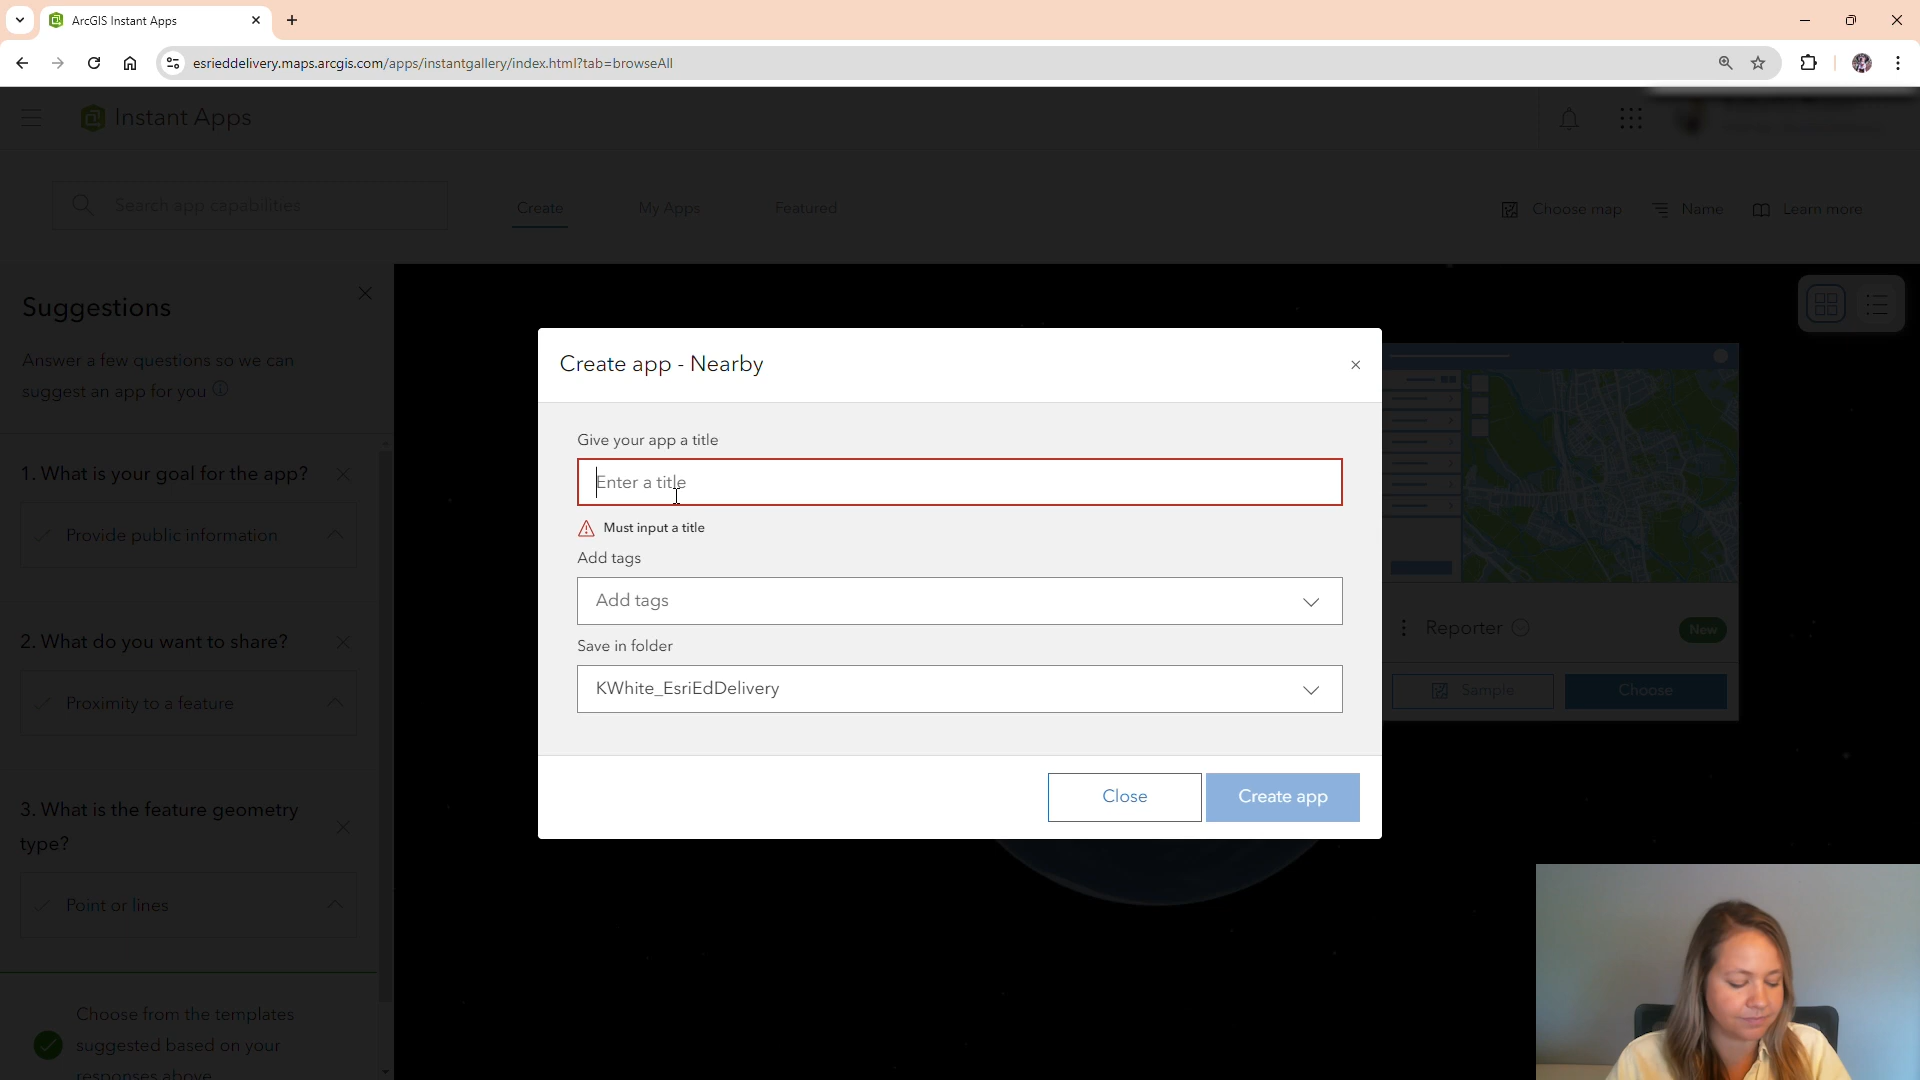 ArcGIS Instant Apps
esrieddelivery.maps.arcgis.com/apps/instantgallery/index.html?tab=browseAll
Instant Apps
Search app capabilities
Create
My Apps
Featured
Choose map
Name
Learn more
Suggestions
Answer a few questions so we can
suggest an app for you
1. What is your goal for the app?
Provide public information
2. What do you want to share?
Proximity to a feature
3. What is the feature geometry
type?
Point or lines
Choose from the templates
suggested based on your
responses above
Create app - Nearby
Give your app a title
Enter a title
Must input a title
Add tags
Add tags
Save in folder
KWhite_EsriEdDelivery
Close
Create app
Reporter
New
Sample
Choose